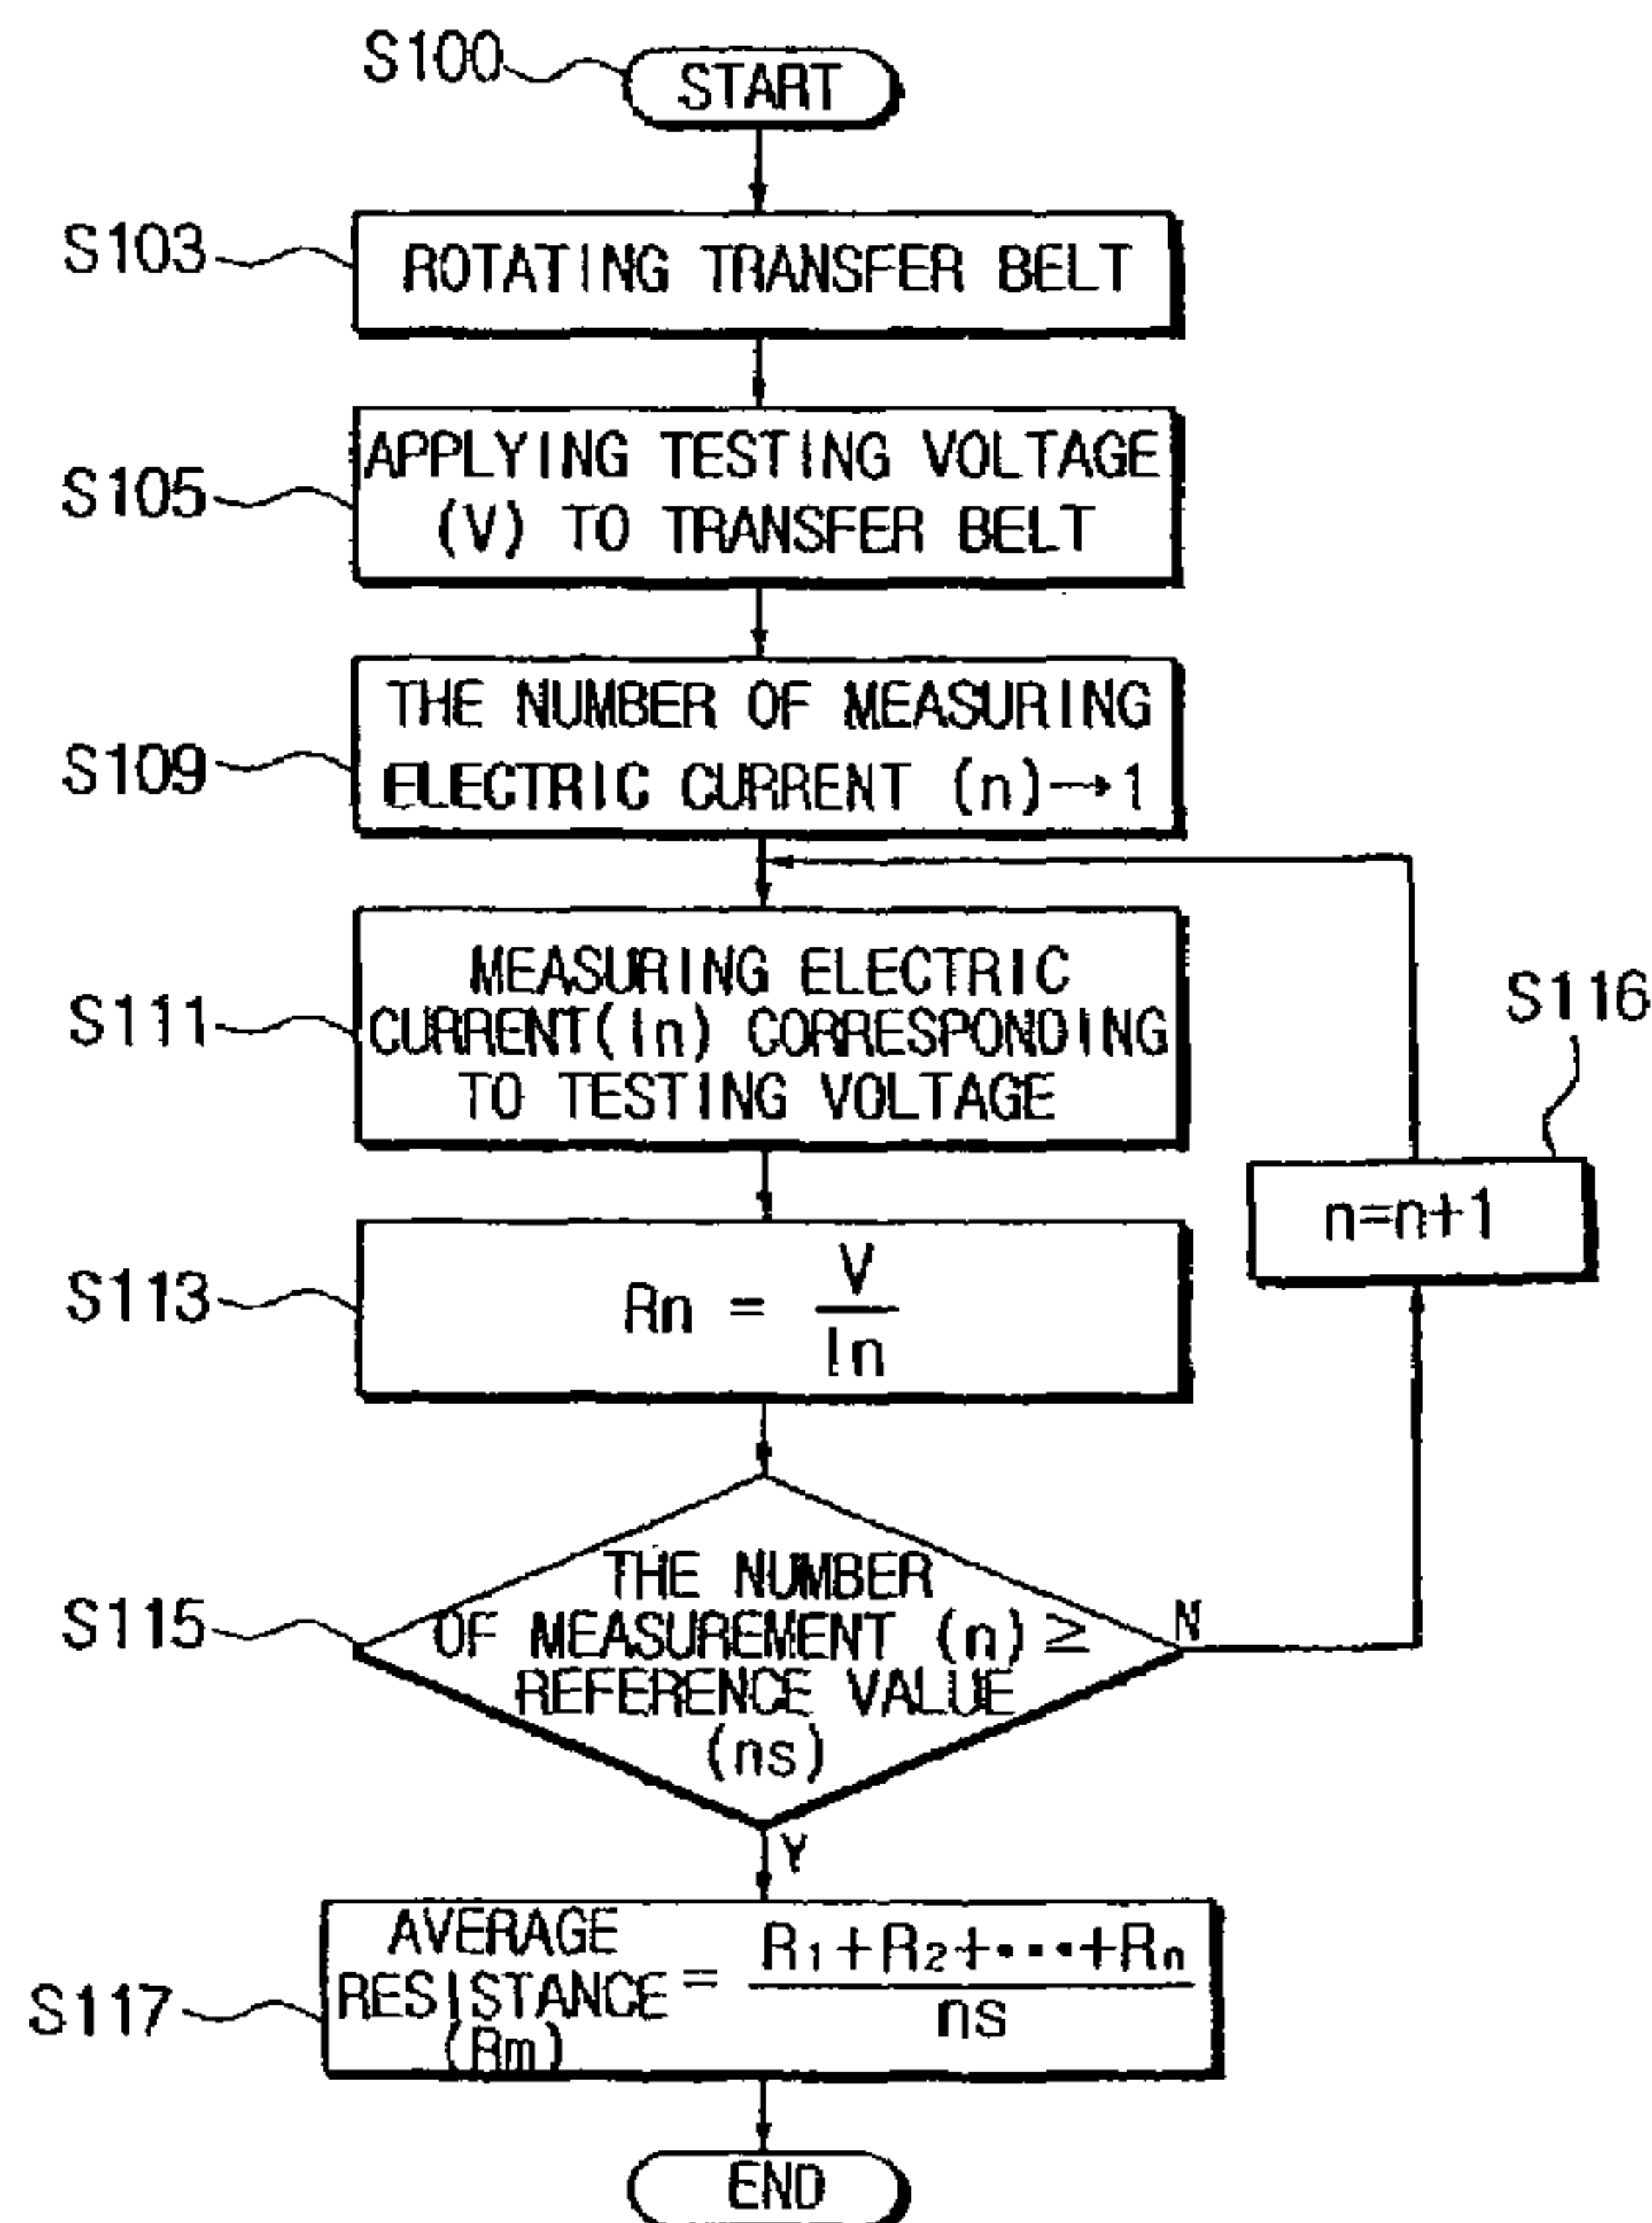 S100
START
S103
ROTATING TRANSFER BELT
S105
APPLYING TESTING VOLTAGE
(V) TO TRANSFER BELT
S109
THE NUMBER OF MEASURING
ELECTRIC CURRENT (n)→1
S111
MEASURING ELECTRIC
CURRENT(In) CORRESPONDING
TO TESTING VOLTAGE
S116
n=n+1
S113
Rn = V/In
S115
THE NUMBER
OF MEASUREMENT (n) ≥
REFERENCE VALUE
(ns)
N
Y
S117
AVERAGE
RESISTANCE
(Rm)
= R₁+R₂+•••+Rn
ns
END